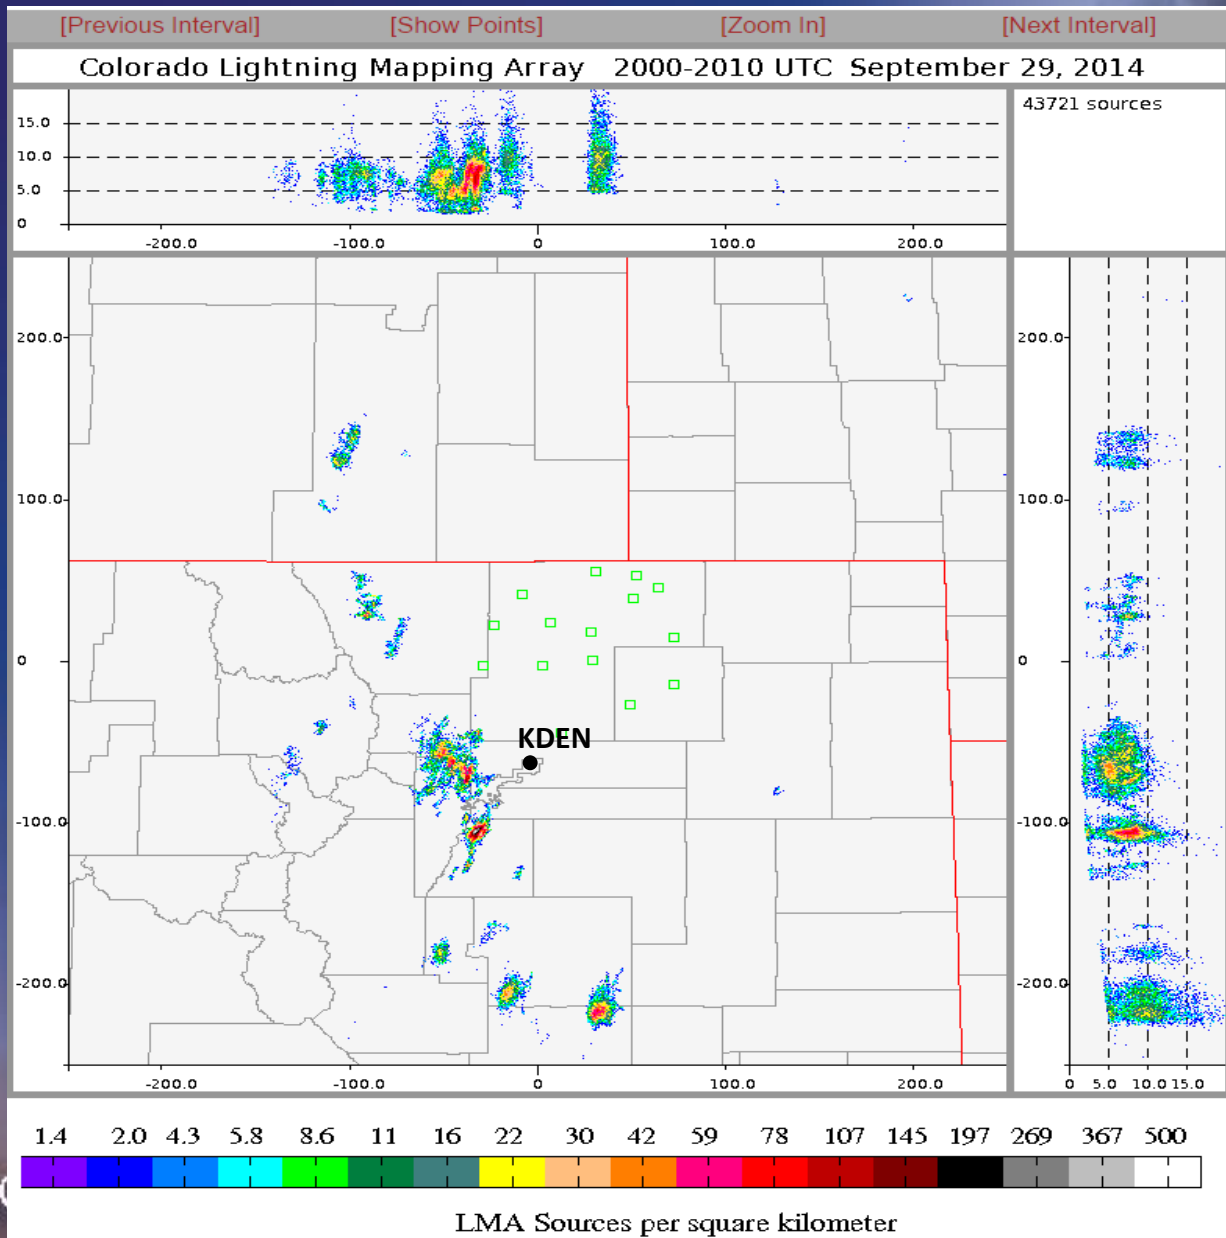 [Previous Interval] [Show Points] [Zoom In] [Next Interval]
Colorado Lightning Mapping Array 2000-2010 UTC September 29, 2014
43721 sources
15.0
10.0
5.0
0
-200.0 -100.0 0 100.0 200.0
200.0 200.0
100.0 100.0
0 0
KDEN
-100.0 -100.0
-200.0 -200.0
-200.0 -100.0 0 100.0 200.0 0 5.0 10.0 15.0
1.4 2.0 4.3 5.8 8.6 11 16 22 30 42 59 78 107 145 197 269 367 500
LMA Sources per square kilometer